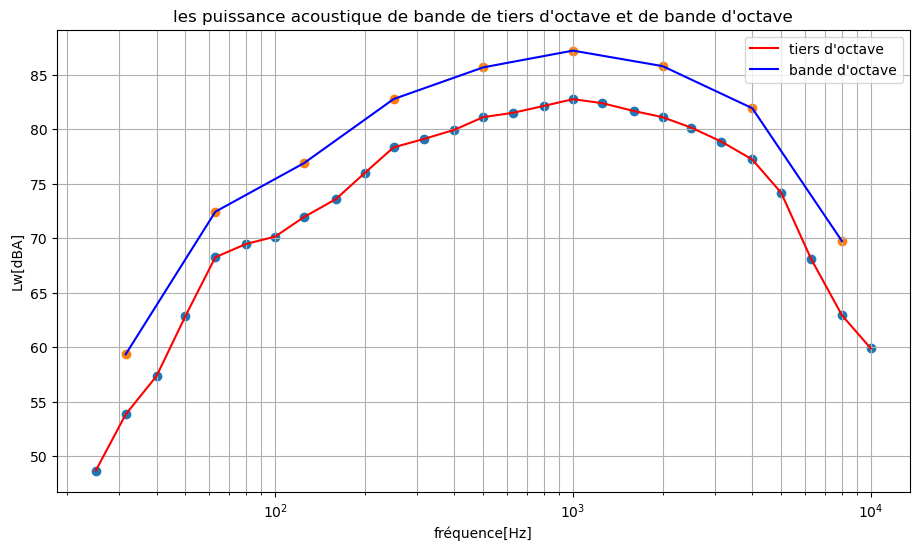 les puissance acoustique de bande de tiers d'octave et de bande d'octave
tiers d'octave
bande d'octave
85
80
75
70
65
60
55
50
Lw[dBA]
10²
10³
10⁴
fréquence[Hz]